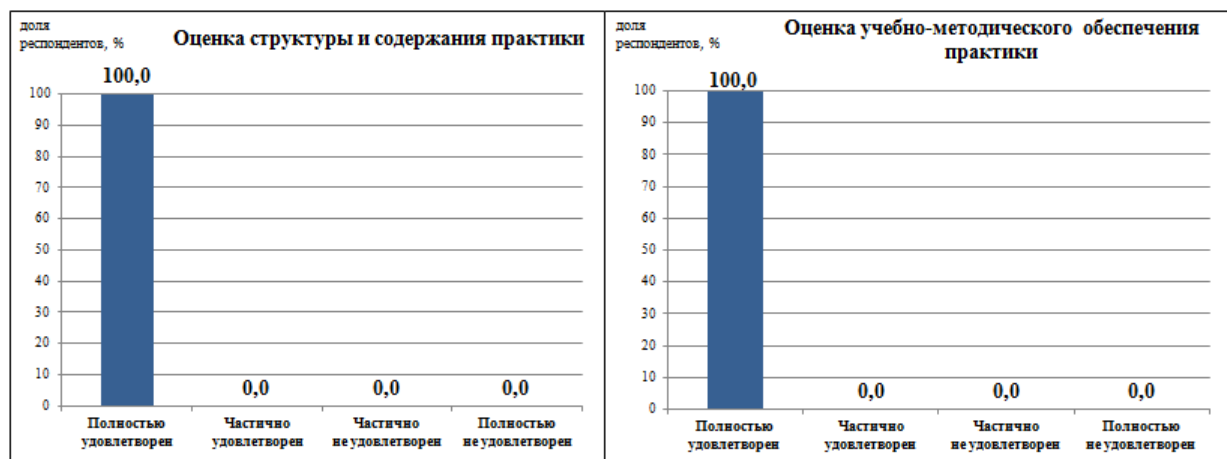 доля
респондентов, %
Оценка структуры и содержания практики
100,0
100
90
80
70
60
50
40
30
20
10
0
0,0
0,0
0,0
Полностью
удовлетворен
Частично
удовлетворен
Частично
не удовлетворен
Полностью
не удовлетворен
доля
респондентов, %
Оценка учебно-методического обеспечения
практики
100,0
100
90
80
70
60
50
40
30
20
10
0
0,0
0,0
0,0
Полностью
удовлетворен
Частично
удовлетворен
Частично
не удовлетворен
Полностью
не удовлетворен